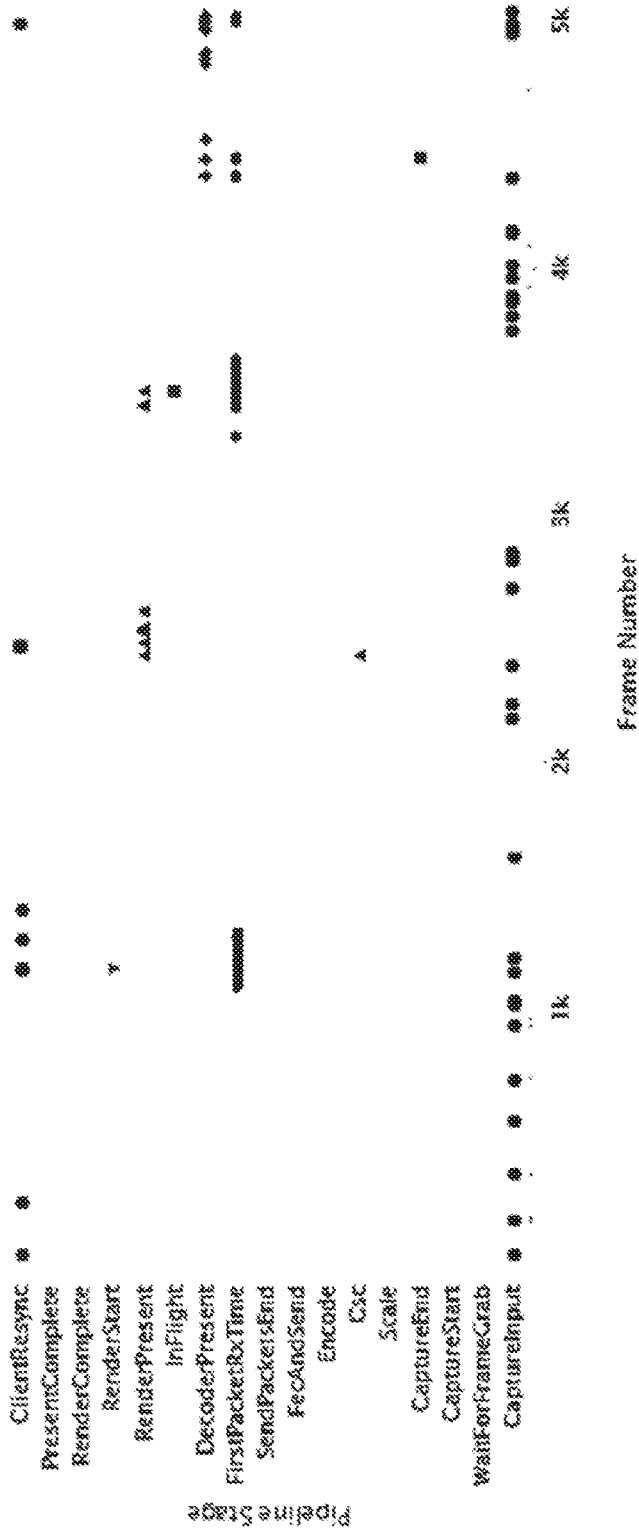 ClientResync
PresentComplete
RenderComplete
RenderStart
RenderPresent
InFlight
DecoderPresent
FirstPacketRxTime
SendPacketsEnd
FecAndSend
Encode
Csc
Scale
CaptureEnd
CaptureStart
WaitForFrameGrab
CaptureInput
Pipeline Stage
1k
2k
3k
4k
5k
Frame Number